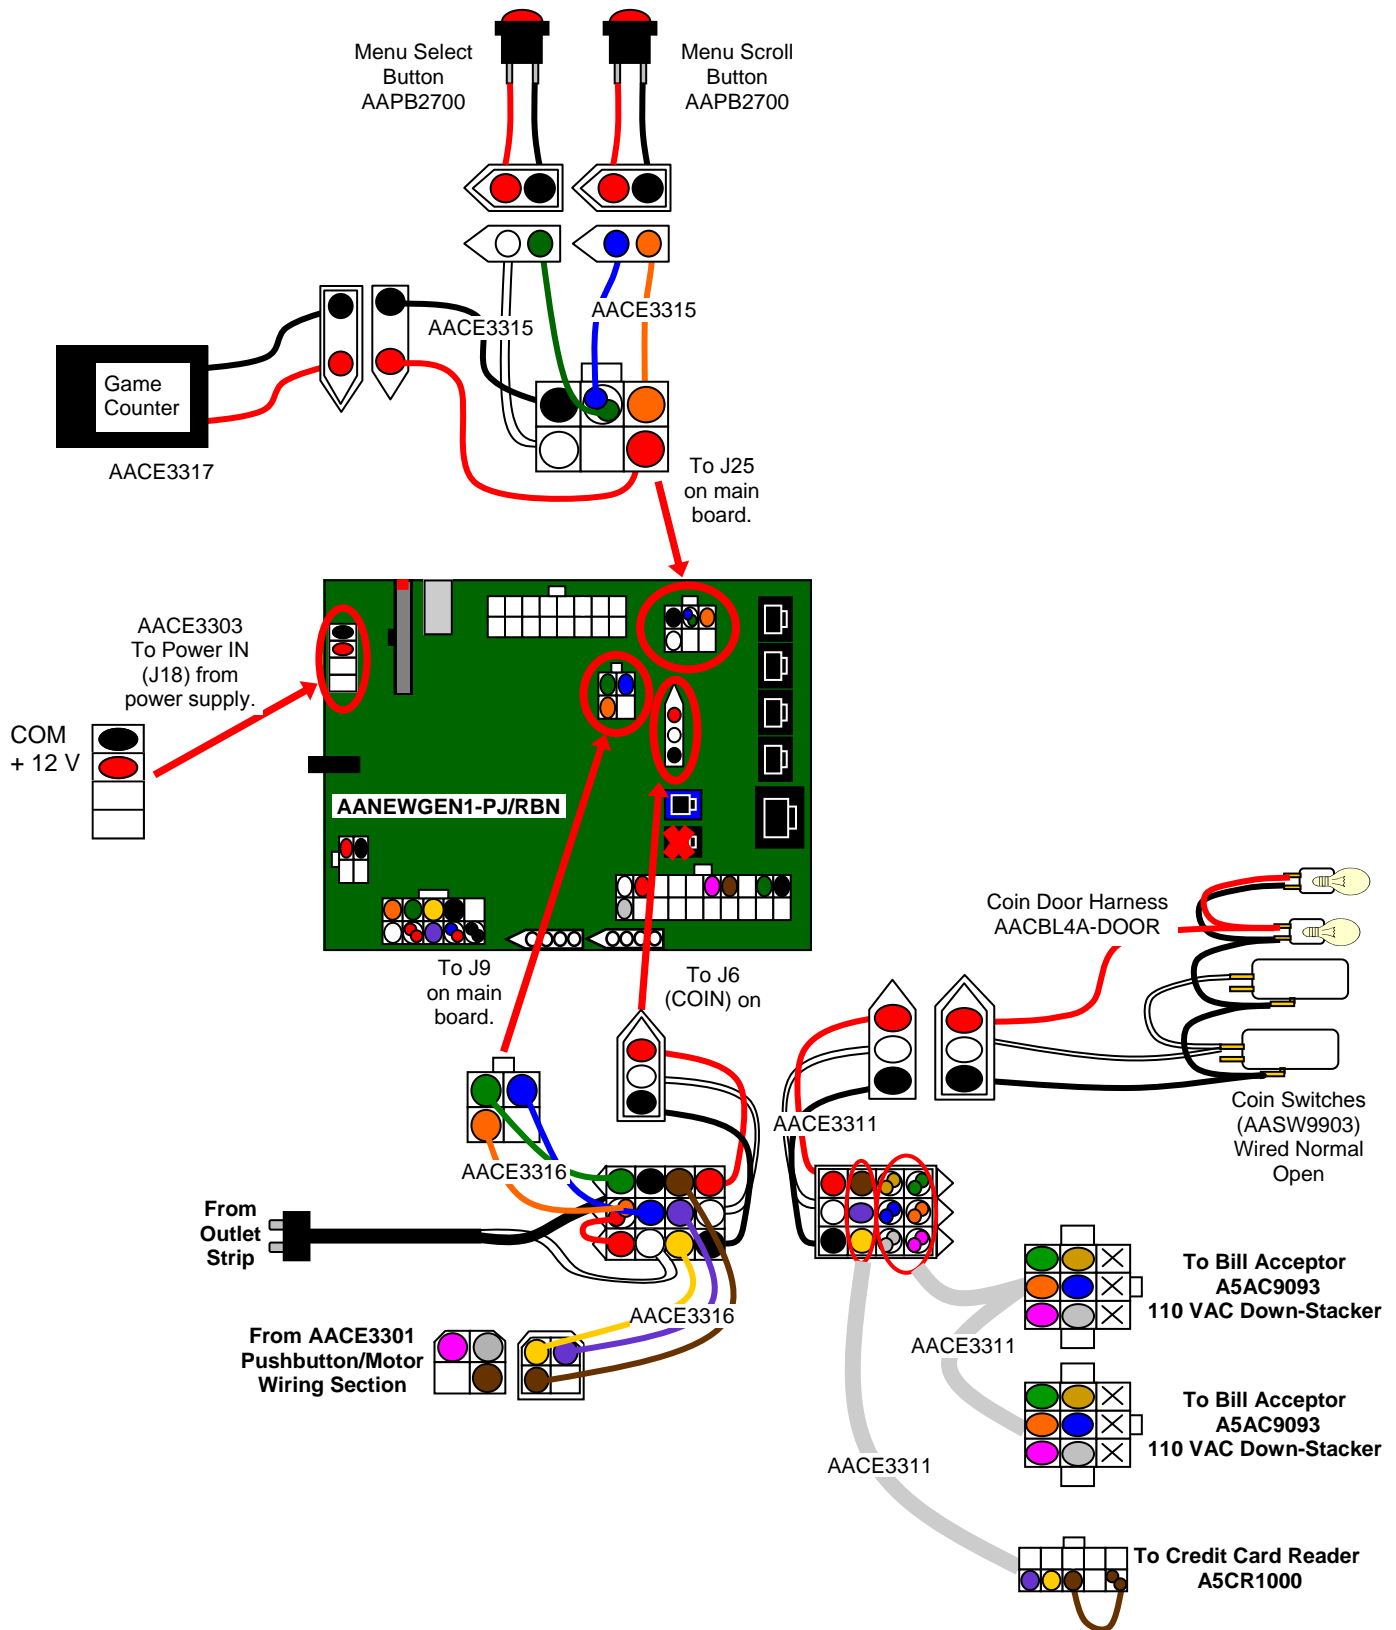 Menu Select
Button
AAPB2700
Menu Scroll
Button
AAPB2700
AACE3315
AACE3315
Game
Counter
AACE3317
To J25
on main
board.
AACE3303
To Power IN
(J18) from
power supply.
COM
+ 12 V
AANEWGEN1-PJ/RBN
To J9
on main
board.
To J6
(COIN) on
Coin Door Harness
AACBL4A-DOOR
Coin Switches
(AASW9903)
Wired Normal
Open
AACE3311
AACE3316
From
Outlet
Strip
AACE3316
From AACE3301
Pushbutton/Motor
Wiring Section
To Bill Acceptor
A5AC9093
110 VAC Down-Stacker
AACE3311
To Bill Acceptor
A5AC9093
110 VAC Down-Stacker
AACE3311
To Credit Card Reader
A5CR1000